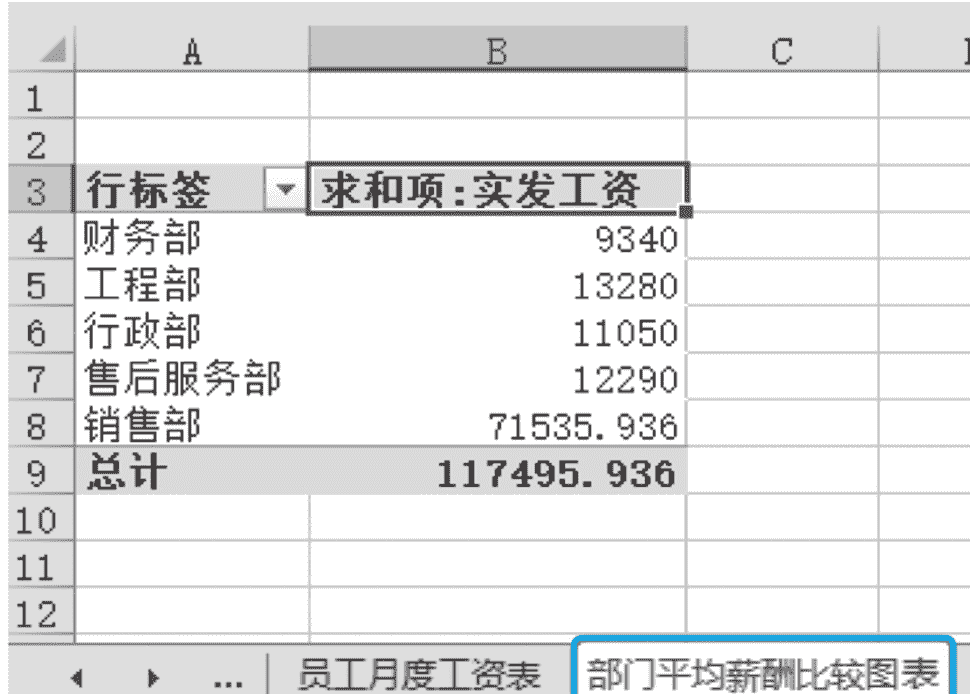 A B C
1
2
3 行标签 求和项:实发工资
4 财务部 9340
5 工程部 13280
6 行政部 11050
7 售后服务部 12290
8 销售部 71535.936
9 总计 117495.936
10
11
12
... 员工月度工资表 部门平均薪酬比较图表